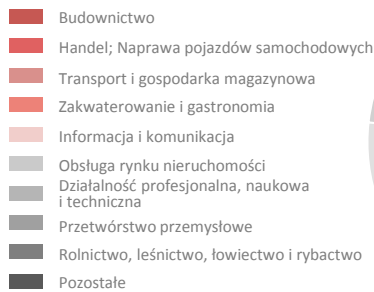 Budownictwo
Handel; Naprawa pojazdów samochodowych
Transport i gospodarka magazynowa
Zakwaterowanie i gastronomia
Informacja i komunikacja
Obsługa rynku nieruchomości
Działalność profesjonalna, naukowa
i techniczna
Przetwórstwo przemysłowe
Rolnictwo, leśnictwo, łowiectwo i rybactwo
Pozostałe